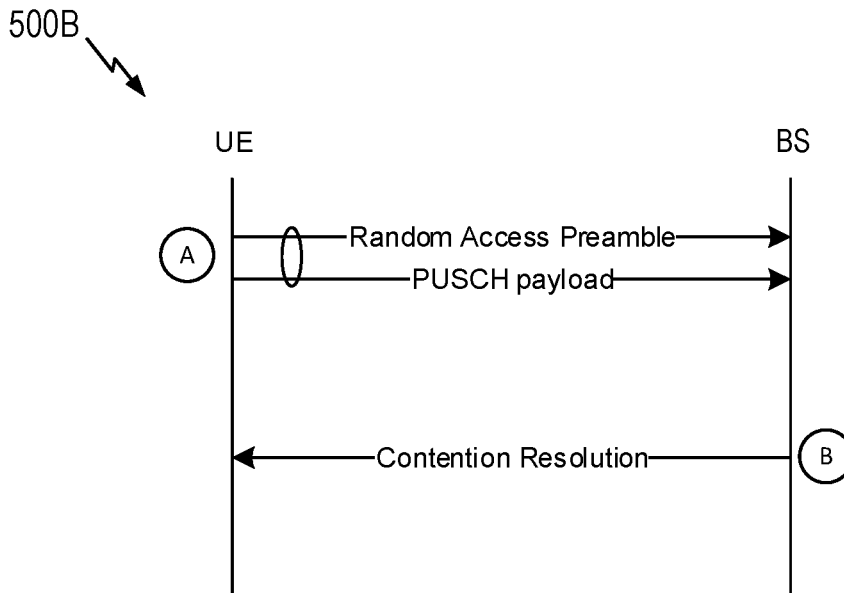 500B
UE
BS
A
Random Access Preamble
PUSCH payload
Contention Resolution
B